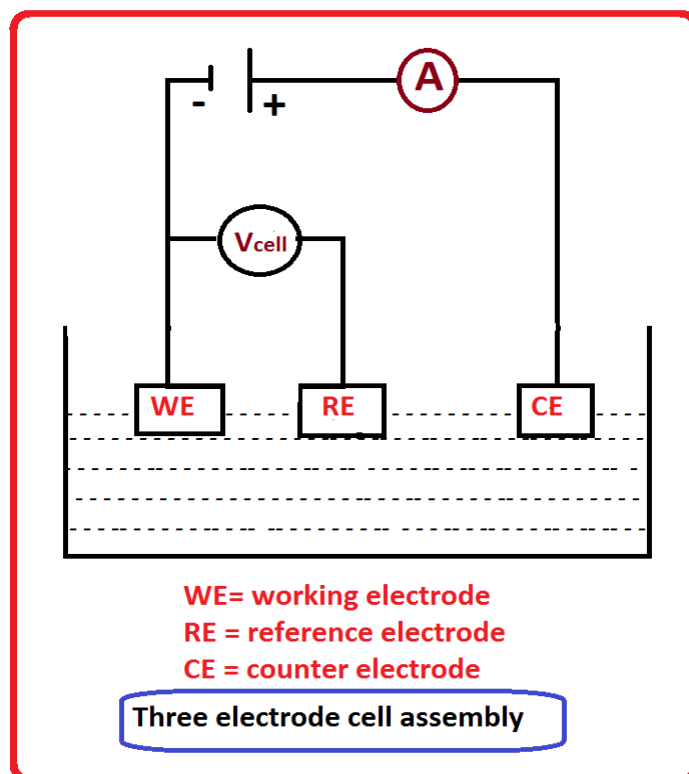 - + A
Vcell
WE RE CE
WE= working electrode
RE = reference electrode
CE = counter electrode
Three electrode cell assembly